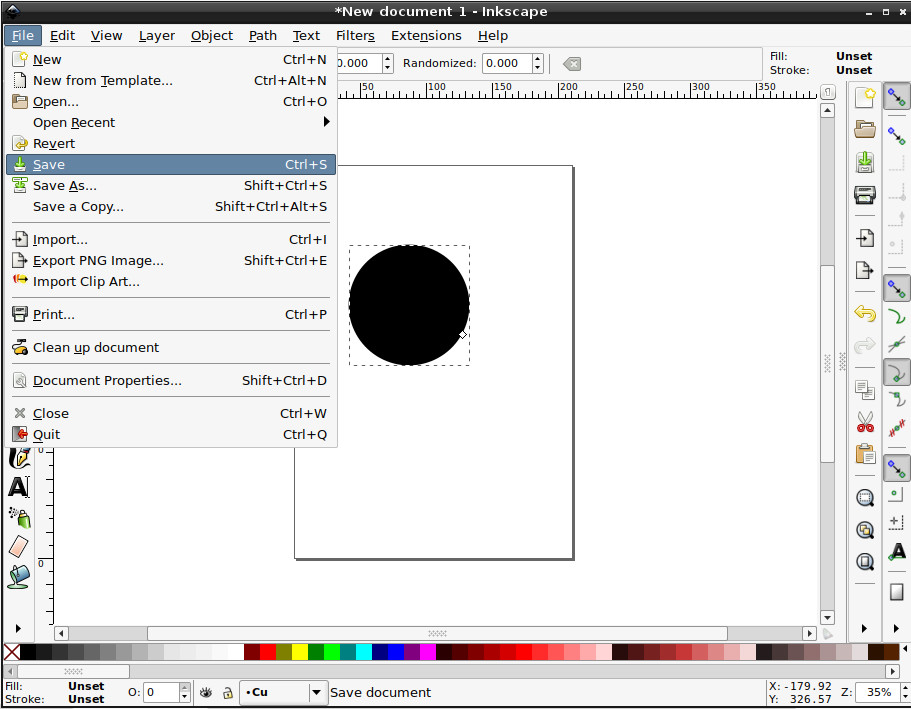 *New document 1 - Inkscape
File Edit View Layer Object Path Text Filters Extensions Help
New Ctrl+N
New from Template... Ctrl+Alt+N
Open... Ctrl+O
Open Recent
Revert
Save Ctrl+S
Save As... Shift+Ctrl+S
Save a Copy... Shift+Ctrl+Alt+S
Import... Ctrl+I
Export PNG Image... Shift+Ctrl+E
Import Clip Art...
Print... Ctrl+P
Clean up document
Document Properties... Shift+Ctrl+D
Close Ctrl+W
Quit Ctrl+Q
0.000 Randomized: 0.000
Fill: Unset
Stroke: Unset
50 100 150 200 250 300 350
0
0
Fill: Unset
Stroke: Unset
O: 0
•Cu
Save document
X: -179.92
Y: 326.57
Z: 35%